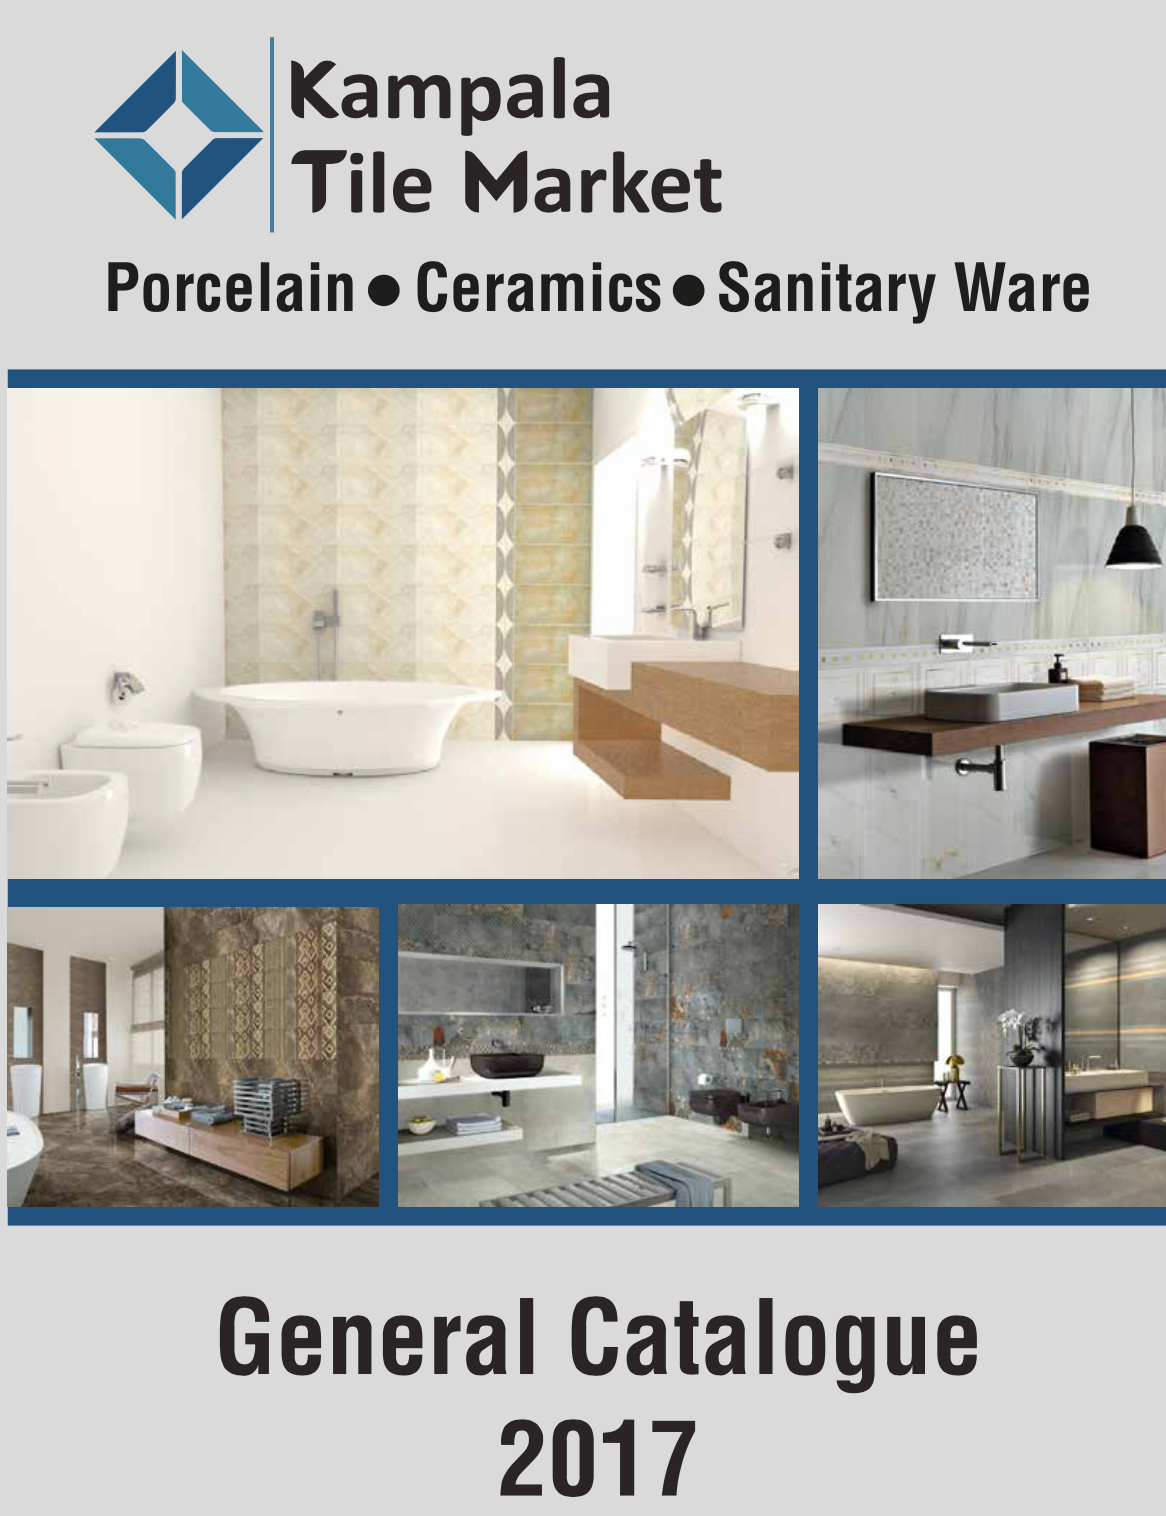 Kampala
Tile Market
Porcelain ● Ceramics ● Sanitary Ware
General Catalogue
2017